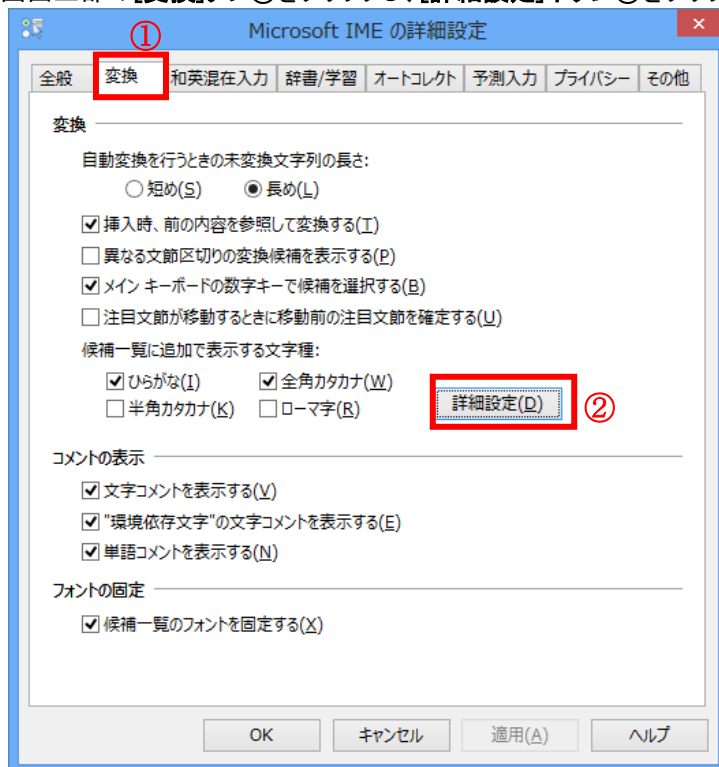 ① Microsoft IME の詳細設定 ×
全般 変換 和英混在入力 辞書/学習 オートコレクト 予測入力 プライバシー その他
変換
自動変換を行うときの未変換文字列の長さ:
短め(S) 長め(L)
挿入時、前の内容を参照して変換する(T)
異なる文節区切りの変換候補を表示する(P)
メイン キーボードの数字キーで候補を選択する(B)
注目文節が移動するときに移動前の注目文節を確定する(U)
候補一覧に追加で表示する文字種:
ひらがな(I) 全角カタカナ(W)
半角カタカナ(K) ローマ字(R) 詳細設定(D) ②
コメントの表示
文字コメントを表示する(V)
"環境依存文字"の文字コメントを表示する(E)
単語コメントを表示する(N)
フォントの固定
候補一覧のフォントを固定する(X)
OK キャンセル 適用(A) ヘルプ